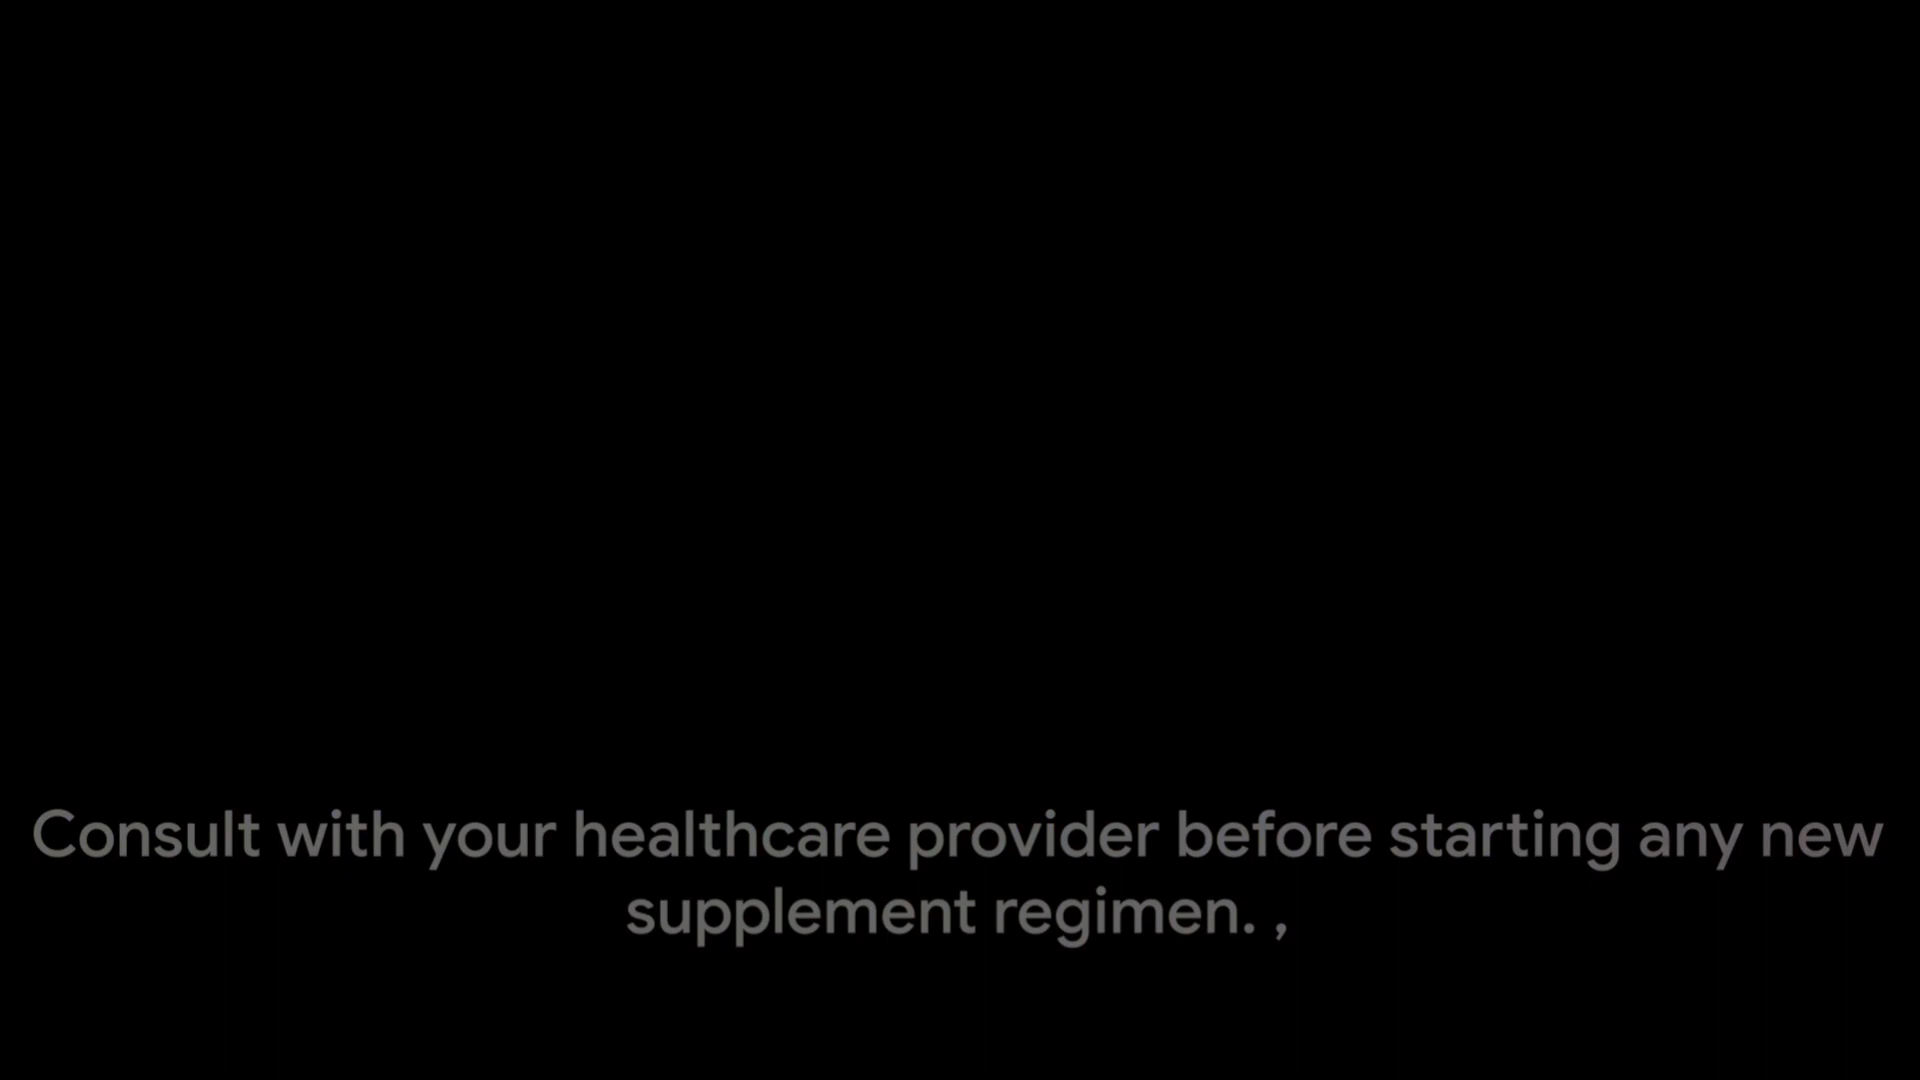 Consult with your healthcare provider before starting any new
supplement regimen. ,